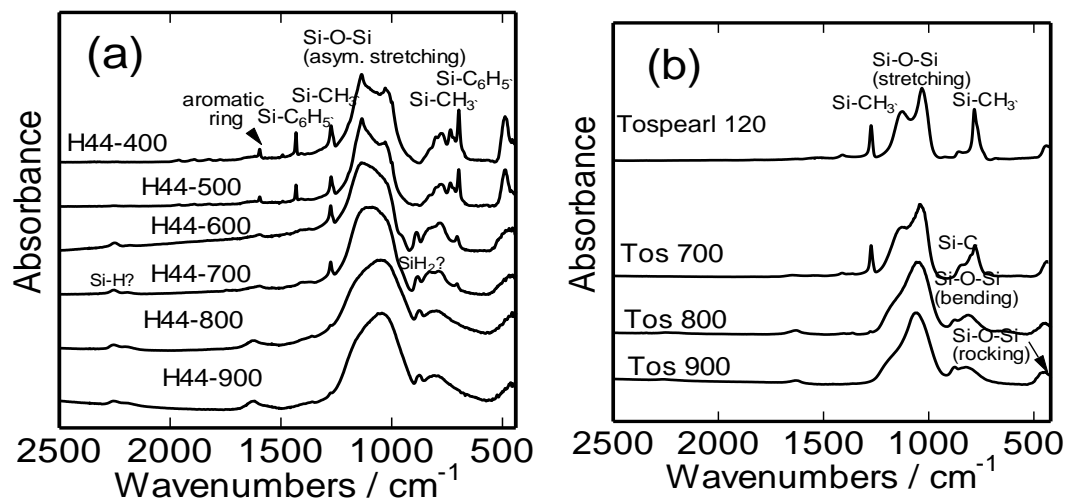 (a)
Si-O-Si
(asym. stretching)
Si-C6H5`
Si-CH3`
Si-CH3`
aromatic
ring
Si-C6H5`
H44-400
H44-500
H44-600
H44-700
Si-H?
SiH2?
H44-800
H44-900
Absorbance
2500 2000 1500 1000 500
Wavenumbers / cm-1
(b)
Si-O-Si
(stretching)
Si-CH3`
Si-CH3`
Tospearl 120
Tos 700
Si-C
Si-O-Si
(bending)
Tos 800
Si-O-Si
(rocking)
Tos 900
Absorbance
2500 2000 1500 1000 500
Wavenumbers / cm-1